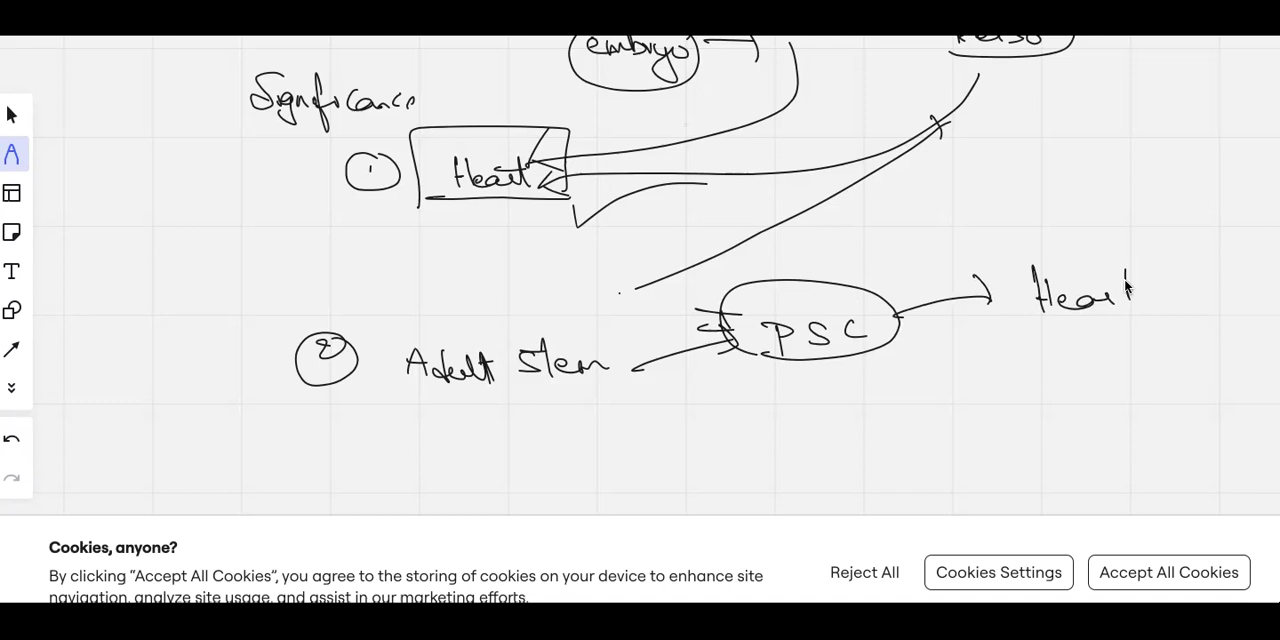 embryo
Significance
1 Heart
2 Adult Stem PSC Heart
T
Cookies, anyone?
By clicking “Accept All Cookies”, you agree to the storing of cookies on your device to enhance site
navigation, analyze site usage, and assist in our marketing efforts.
Reject All Cookies Settings Accept All Cookies